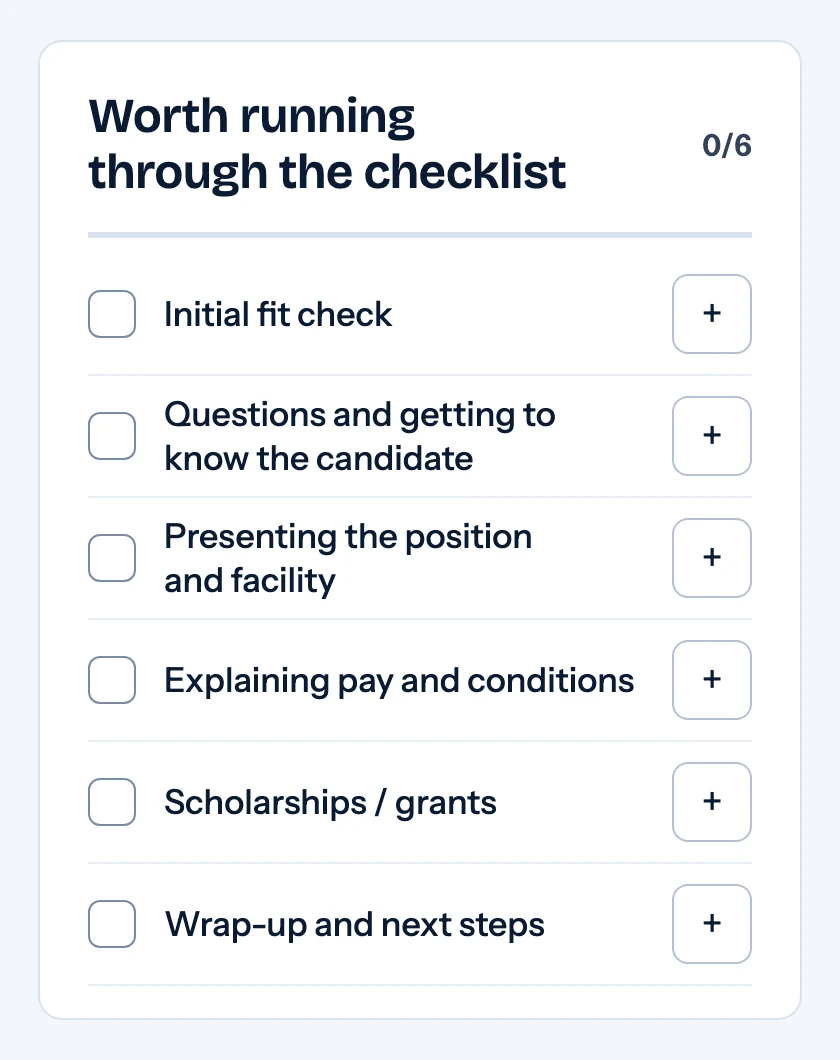 Worth running
through the checklist
0/6
Initial fit check
+
Questions and getting to
know the candidate
+
Presenting the position
and facility
+
Explaining pay and conditions
+
Scholarships / grants
+
Wrap-up and next steps
+